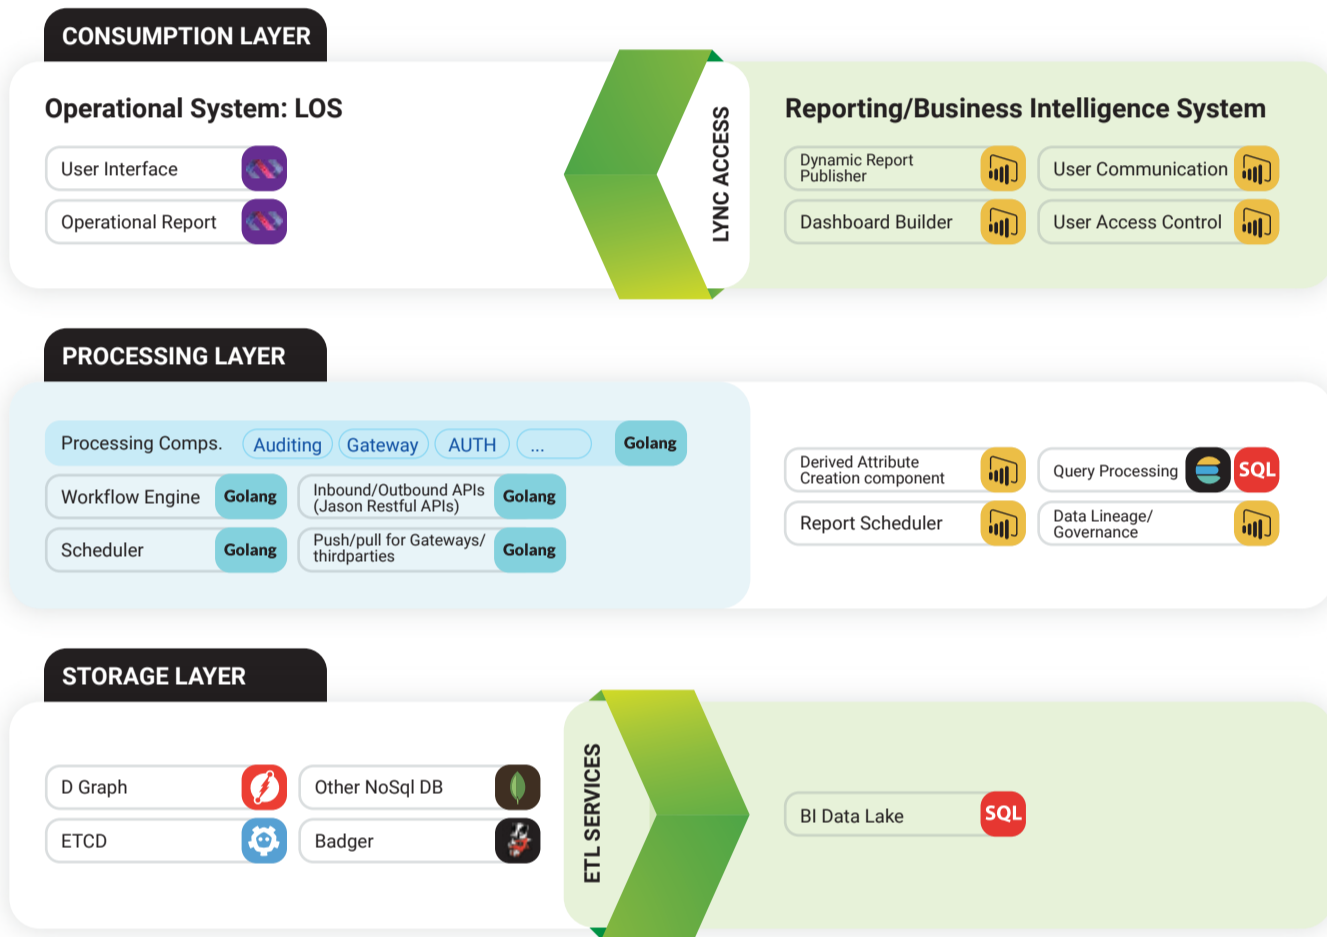 CONSUMPTION LAYER
Operational System: LOS
User Interface
Operational Report
LYNC ACCESS
Reporting/Business Intelligence System
Dynamic Report
Publisher
User Communication
Dashboard Builder
User Access Control
PROCESSING LAYER
Processing Comps. Auditing Gateway AUTH ... Golang
Workflow Engine Golang
Inbound/Outbound APIs
(Jason Restful APIs) Golang
Scheduler Golang
Push/pull for Gateways/
thirdparties Golang
Derived Attribute
Creation component
Query Processing SQL
Report Scheduler
Data Lineage/
Governance
STORAGE LAYER
D Graph
Other NoSql DB
ETCD
Badger
ETL SERVICES
BI Data Lake SQL